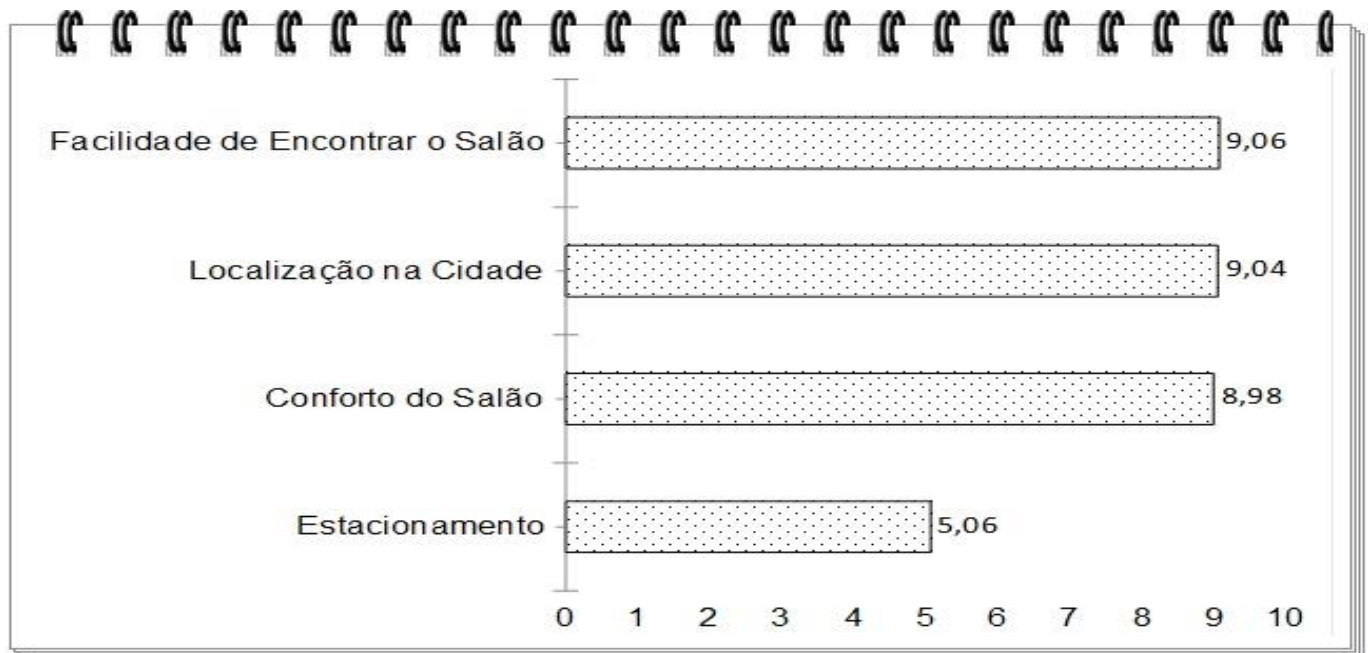 Facilidade de Encontrar o Salão
9,06
Localização na Cidade
9,04
Conforto do Salão
8,98
Estacionamento
5,06
0 1 2 3 4 5 6 7 8 9 10